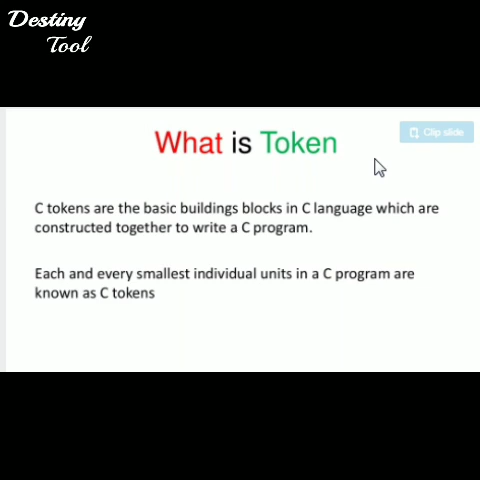 Destiny
Tool
Clip slide
What is Token
C tokens are the basic buildings blocks in C language which are
constructed together to write a C program.
Each and every smallest individual units in a C program are
known as C tokens